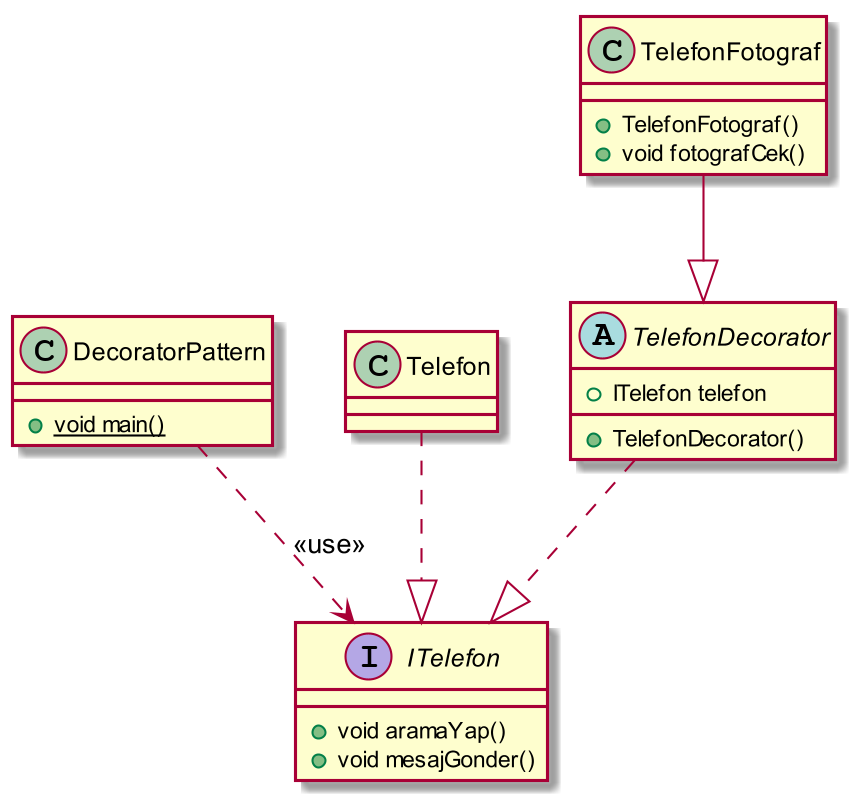 C TelefonFotograf
TelefonFotograf()
void fotografCek()
C DecoratorPattern
void main()
C Telefon
A TelefonDecorator
ITelefon telefon
TelefonDecorator()
«use»
I ITelefon
void aramaYap()
void mesajGonder()